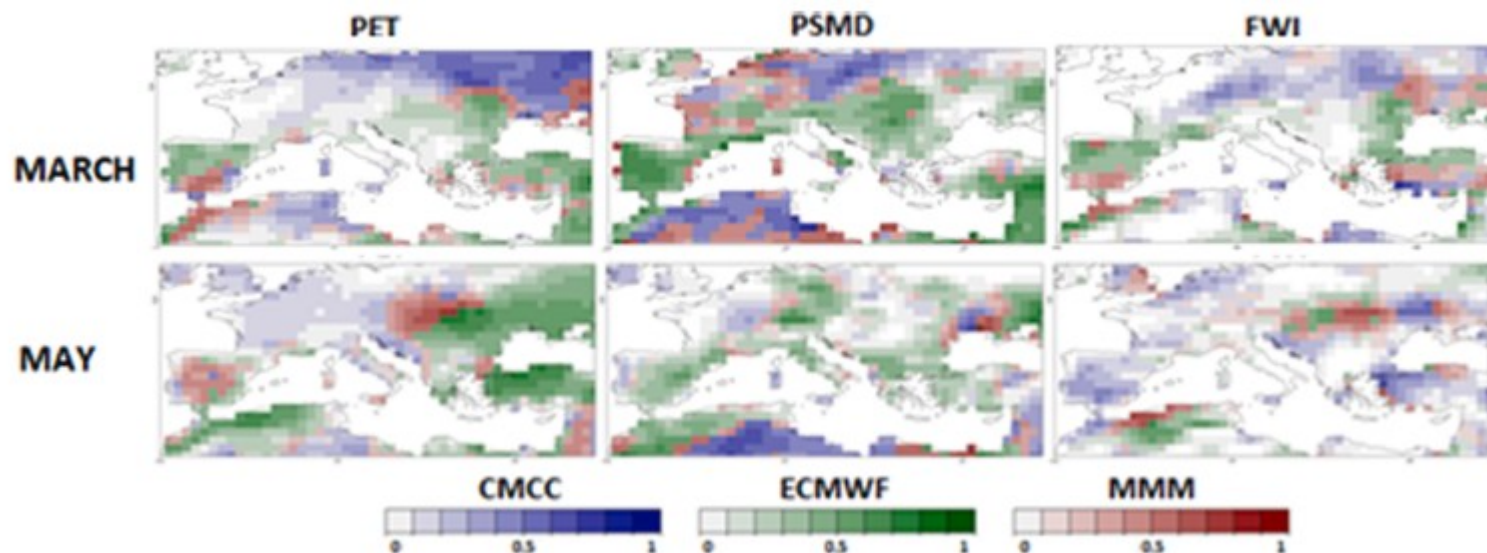 PET PSMD FWI
MARCH
MAY
CMCC ECMWF MMM
0 0.5 1 0 0.5 1 0 0.5 1